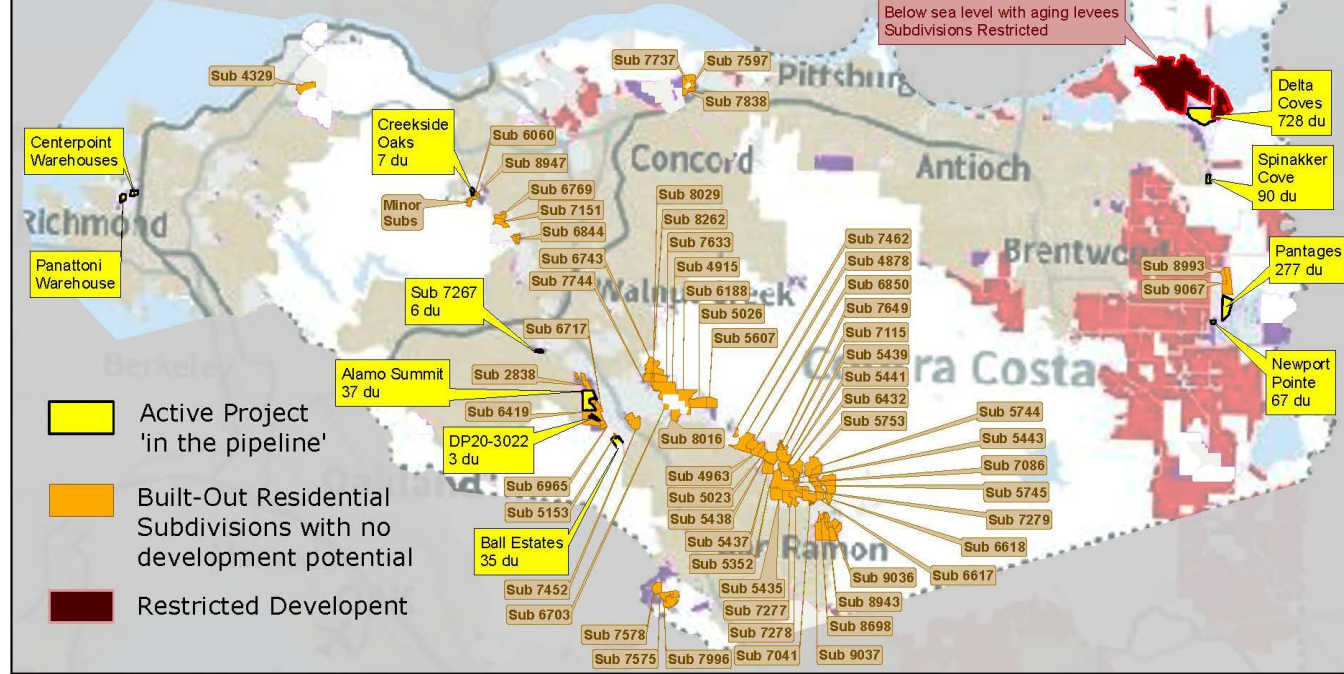 Below sea level with aging levees
Subdivisions Restricted
Sub 4329
Sub 7737
Sub 7597
Sub 7838
Pittsburg
Delta
Coves
728 du
Centerpoint
Warehouses
Creekside
Oaks
7 du
Sub 6060
Sub 8947
Concord
Antioch
Spinakker
Cove
90 du
Minor
Subs
Sub 6769
Sub 7151
Sub 6844
Richmond
Panattoni
Warehouse
Sub 8029
Sub 8262
Sub 7633
Sub 4915
Sub 6188
Sub 5026
Sub 5607
Sub 6743
Sub 7744
Walnut Creek
Sub 7462
Sub 4878
Sub 6850
Sub 7649
Sub 7115
Sub 5439
Sub 5441
Sub 6432
Sub 5753
Brentwood
Sub 8993
Sub 9067
Pantages
277 du
Newport
Pointe
67 du
Sub 7267
6 du
Sub 6717
Berkeley
Contra Costa
Alamo Summit
37 du
Sub 2838
Sub 6419
DP20-3022
3 du
Sub 8016
Sub 5744
Sub 5443
Sub 7086
Sub 5745
Sub 7279
Sub 6618
Sub 6617
Sub 4963
Sub 5023
Sub 5438
Sub 5437
Sub 5352
Sub 5435
Sub 7277
Sub 7278
Sub 7041
San Ramon
Sub 9036
Sub 8943
Sub 8698
Sub 9037
Oakland
Sub 6965
Sub 5153
Ball Estates
35 du
Sub 7452
Sub 6703
Sub 7578
Sub 7575
Sub 7996
Active Project
'in the pipeline'
Built-Out Residential
Subdivisions with no
development potential
Restricted Developent